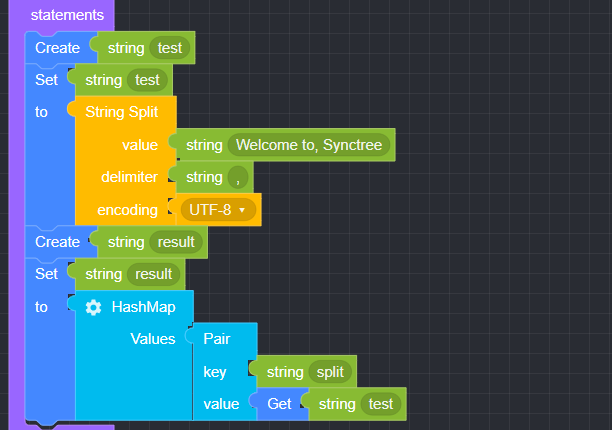 statements
Create string test
Set string test
to String Split
value string Welcome to, Synctree
delimiter string ,
encoding UTF-8
Create string result
Set string result
to HashMap
Values Pair
key string split
value Get string test